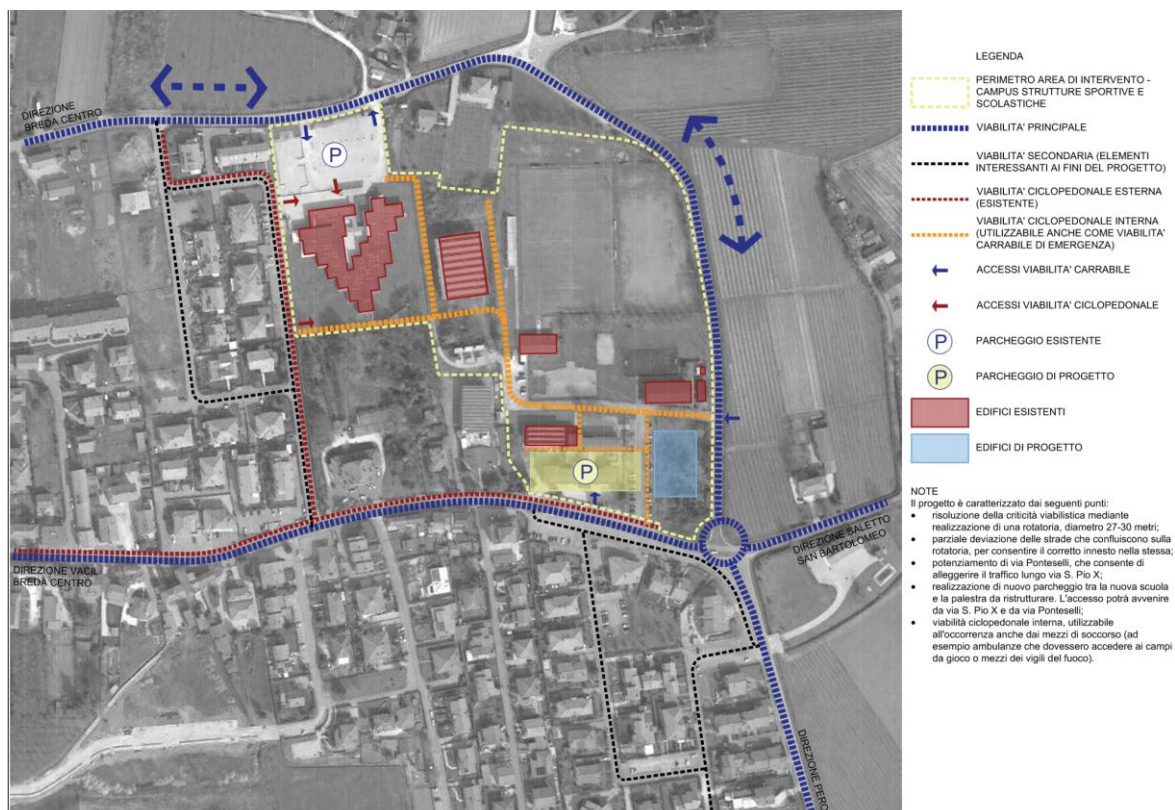 DIREZIONE
BREDA CENTRO
P
P
DIREZIONE VACIL
BREDA CENTRO
DIREZIONE SALETTO
SAN BARTOLOMEO
DIREZIONE PERO
LEGENDA
PERIMETRO AREA DI INTERVENTO -
CAMPUS STRUTTURE SPORTIVE E
SCOLASTICHE
VIABILITA' PRINCIPALE
VIABILITA' SECONDARIA (ELEMENTI
INTERESSANTI AI FINI DEL PROGETTO)
VIABILITA' CICLOPEDONALE ESTERNA
(ESISTENTE)
VIABILITA' CICLOPEDONALE INTERNA
(UTILIZZABILE ANCHE COME VIABILITA'
CARRABILE DI EMERGENZA)
ACCESSI VIABILITA' CARRABILE
ACCESSI VIABILITA' CICLOPEDONALE
P PARCHEGGIO ESISTENTE
P PARCHEGGIO DI PROGETTO
EDIFICI ESISTENTI
EDIFICI DI PROGETTO
NOTE
Il progetto è caratterizzato dai seguenti punti:
• risoluzione della criticità viabilistica mediante
realizzazione di una rotatoria, diametro 27-30 metri;
• parziale deviazione delle strade che confluiscono sulla
rotatoria, per consentire il corretto innesto nella stessa;
• potenziamento di via Ponteselli, che consente di
alleggerire il traffico lungo via S. Pio X;
• realizzazione di nuovo parcheggio tra la nuova scuola
e la palestra da ristrutturare. L'accesso potrà avvenire
da via S. Pio X e da via Ponteselli;
• viabilità ciclopedonale interna, utilizzabile
all'occorrenza anche dai mezzi di soccorso (ad
esempio ambulanze che dovessero accedere ai campi
da gioco o mezzi dei vigili del fuoco).